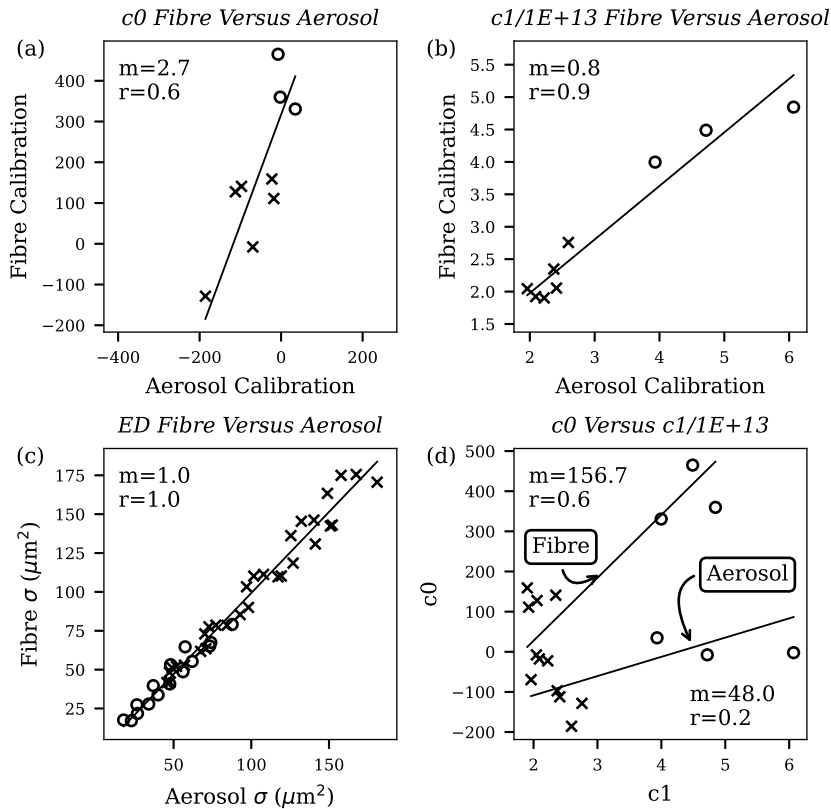 c0 Fibre Versus Aerosol
(a)
m=2.7
r=0.6
400
300
200
100
0
−100
−200
Fibre Calibration
−400
−200
0
200
Aerosol Calibration
c1/1E+13 Fibre Versus Aerosol
(b)
m=0.8
r=0.9
5.5
5.0
4.5
4.0
3.5
3.0
2.5
2.0
1.5
Fibre Calibration
2
3
4
5
6
Aerosol Calibration
ED Fibre Versus Aerosol
(c)
m=1.0
r=1.0
175
150
125
100
75
50
25
Fibre σ (μm²)
50
100
150
Aerosol σ (μm²)
c0 Versus c1/1E+13
(d)
m=156.7
r=0.6
Fibre
Aerosol
m=48.0
r=0.2
500
400
300
200
100
0
−100
−200
c0
2
3
4
5
6
c1